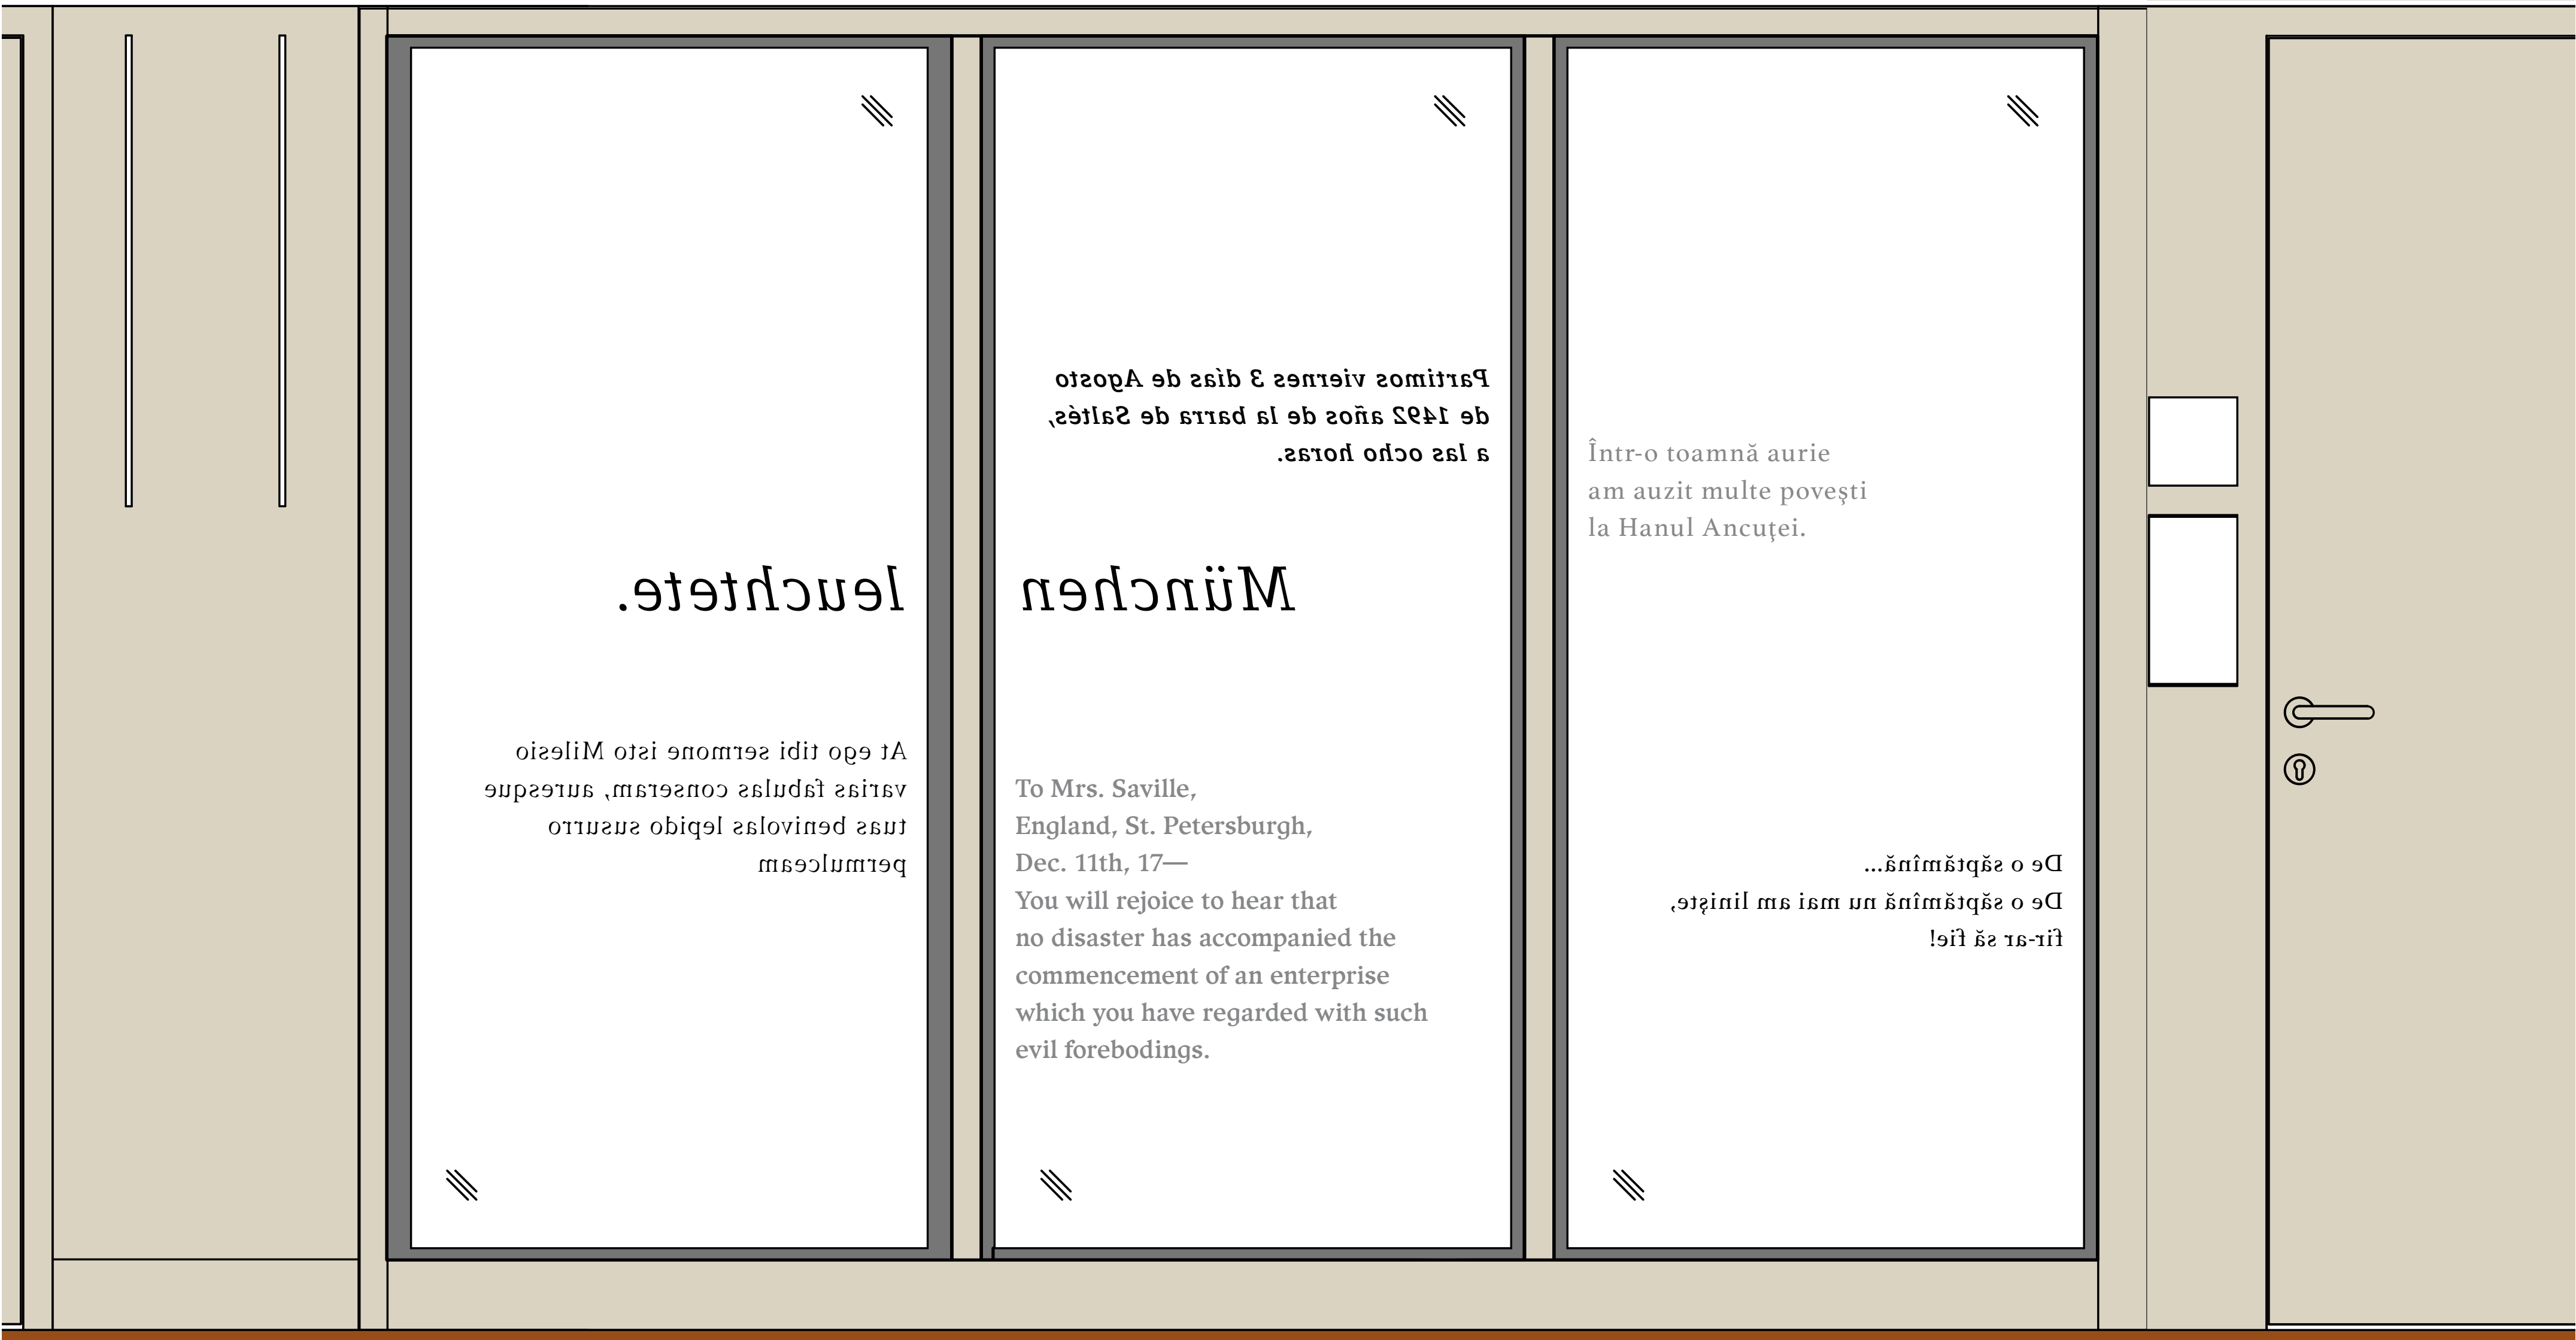 leuchtete.
At ego tibi sermone isto Milesio
varias fabulas conseram, auresque
tuas benivolas lepido susurro
permulceam
Partimos viernes 3 días de Agosto
de 1492 años de la barra de Saltés,
a las ocho horas.
München
To Mrs. Saville,
England, St. Petersburgh,
Dec. 11th, 17—
You will rejoice to hear that
no disaster has accompanied the
commencement of an enterprise
which you have regarded with such
evil forebodings.
Într-o toamnă aurie
am auzit multe poveşti
la Hanul Ancuţei.
De o săptămînă...
De o săptămînă nu mai am linişte,
fir-ar să fie!